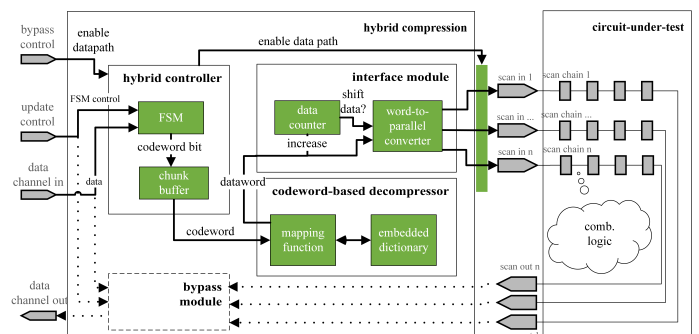 bypass
control
enable
datapath
hybrid compression
circuit-under-test
enable data path
hybrid controller
interface module
FSM control
update
control
FSM
codeword bit
chunk
buffer
data
data
channel in
data
counter
shift
data?
word-to-
parallel
converter
increase
dataword
codeword-based decompressor
codeword
mapping
function
embedded
dictionary
scan in 1
scan in ...
scan in n
scan chain 1
scan chain ...
scan chain n
comb.
logic
bypass
module
data
channel out
scan out n